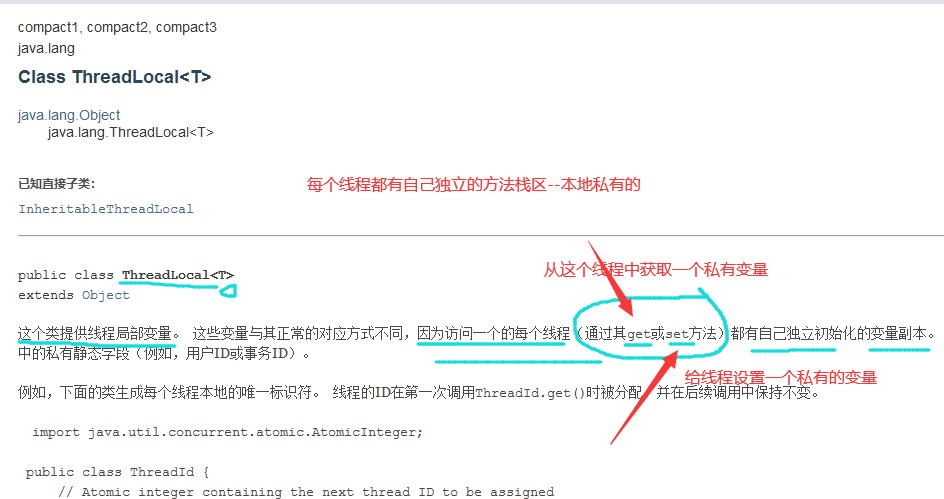 compact1, compact2, compact3
java.lang
Class ThreadLocal<T>
java.lang.Object
java.lang.ThreadLocal<T>
已知直接子类:
每个线程都有自己独立的方法栈区--本地私有的
InheritableThreadLocal
从这个线程中获取一个私有变量
public class ThreadLocal<T>
extends Object
这个类提供线程局部变量。 这些变量与其正常的对应方式不同，因为访问一个的每个线程（通过其get或set方法）都有自己独立初始化的变量副本。
中的私有静态字段（例如，用户ID或事务ID）。
给线程设置一个私有的变量
例如，下面的类生成每个线程本地的唯一标识符。 线程的ID在第一次调用ThreadId.get()时被分配，并在后续调用中保持不变。
import java.util.concurrent.atomic.AtomicInteger;
public class ThreadId {
// Atomic integer containing the next thread ID to be assigned